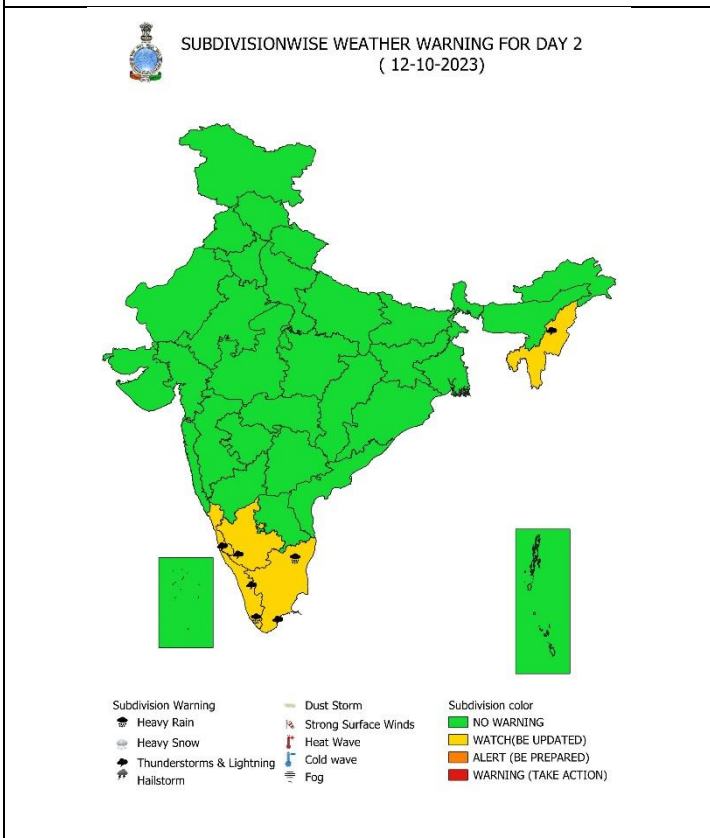 SUBDIVISIONWISE WEATHER WARNING FOR DAY 2
( 12-10-2023)
Subdivision Warning
Heavy Rain
Heavy Snow
Thunderstorms & Lightning
Hailstorm
Dust Storm
Strong Surface Winds
Heat Wave
Cold wave
Fog
Subdivision color
NO WARNING
WATCH(BE UPDATED)
ALERT (BE PREPARED)
WARNING (TAKE ACTION)